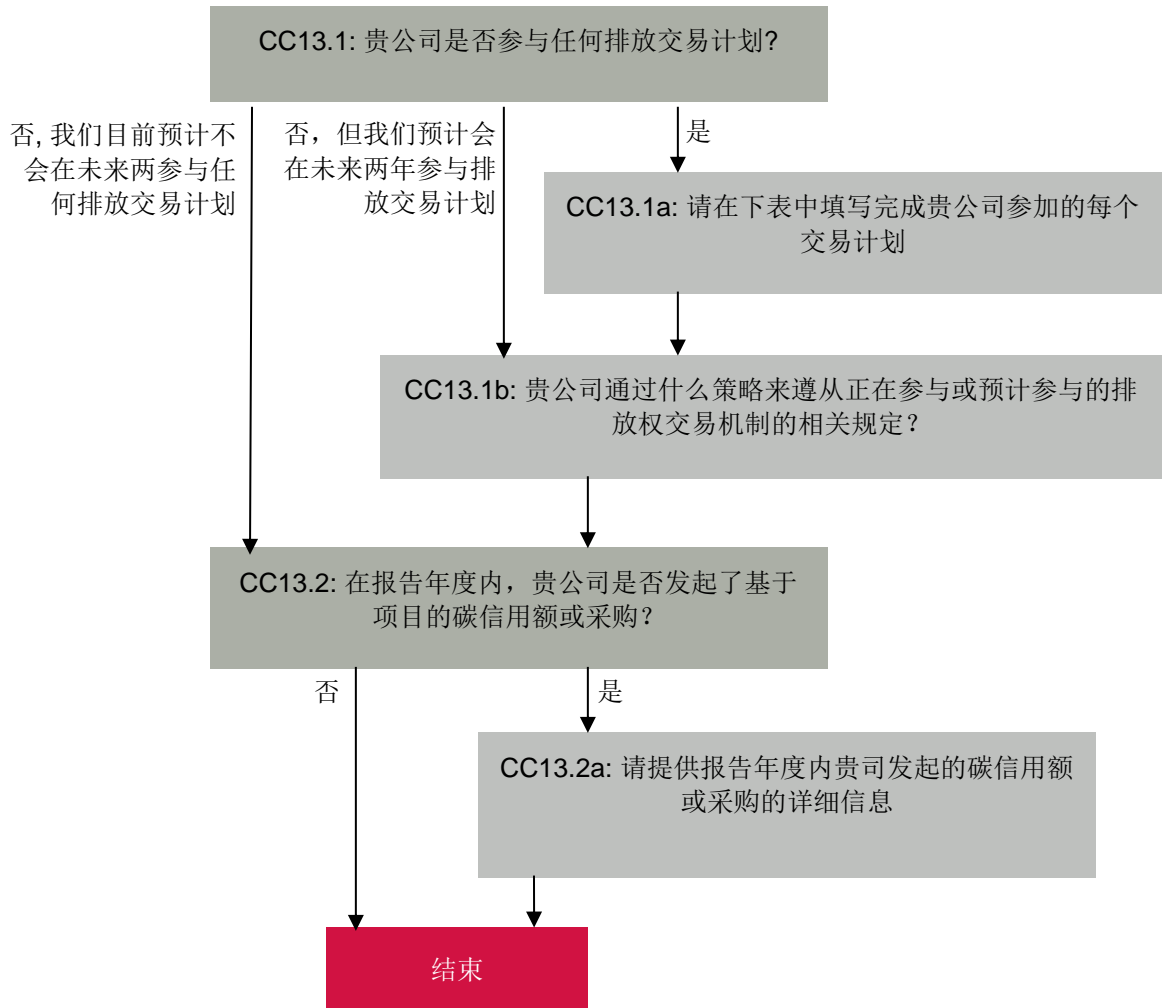 CC13.1: 贵公司是否参与任何排放交易计划?
否, 我们目前预计不
会在未来两参与任
何排放交易计划
否，但我们预计会
在未来两年参与排
放交易计划
是
CC13.1a: 请在下表中填写完成贵公司参加的每个
交易计划
CC13.1b: 贵公司通过什么策略来遵从正在参与或预计参与的排
放权交易机制的相关规定？
CC13.2: 在报告年度内，贵公司是否发起了基于
项目的碳信用额或采购？
否
是
CC13.2a: 请提供报告年度内贵司发起的碳信用额
或采购的详细信息
结束